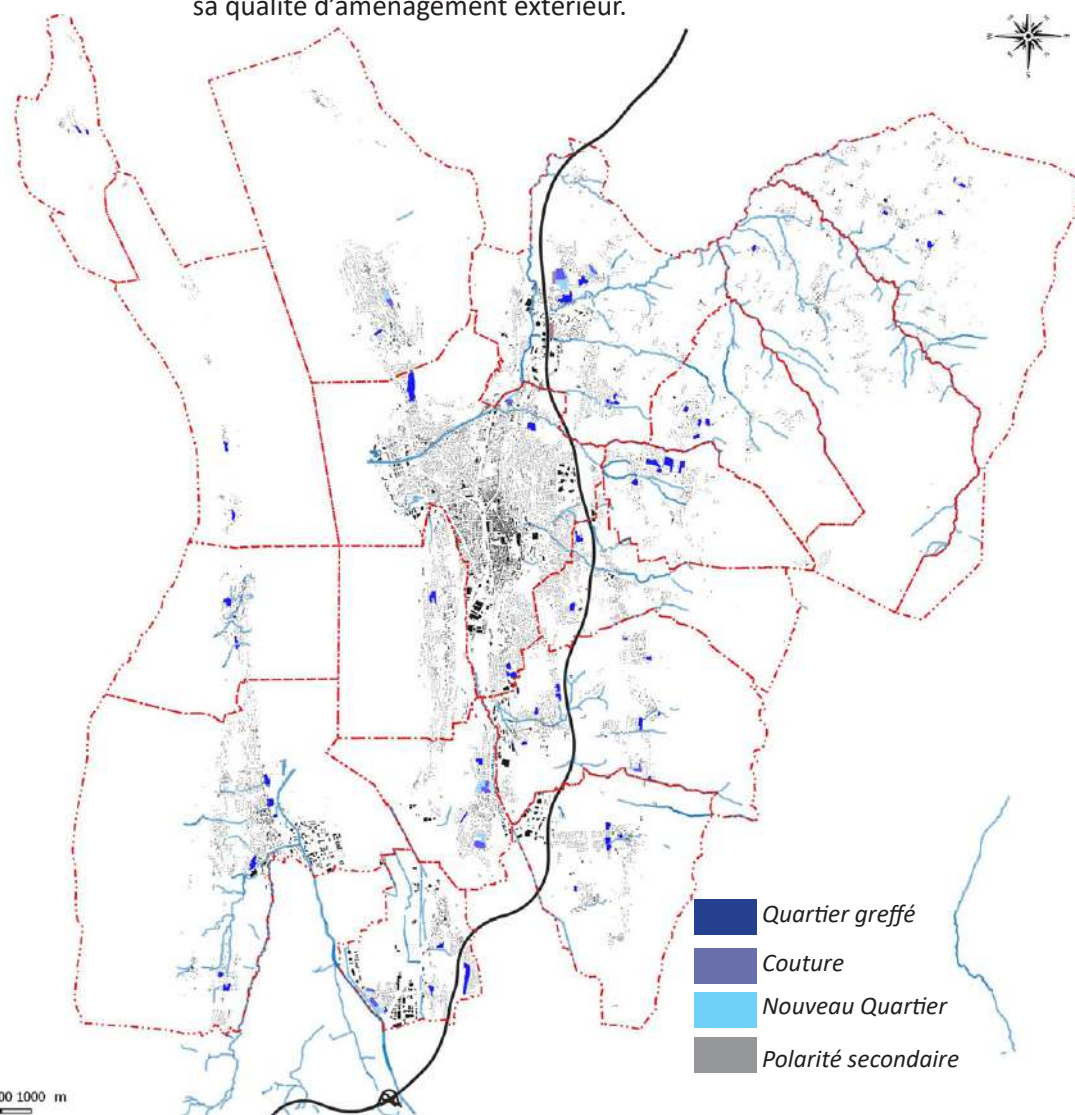 sa qualité d'aménagement extérieur.
S
Quartier greffé
Couture
Nouveau Quartier
Polarité secondaire
00 1000 m